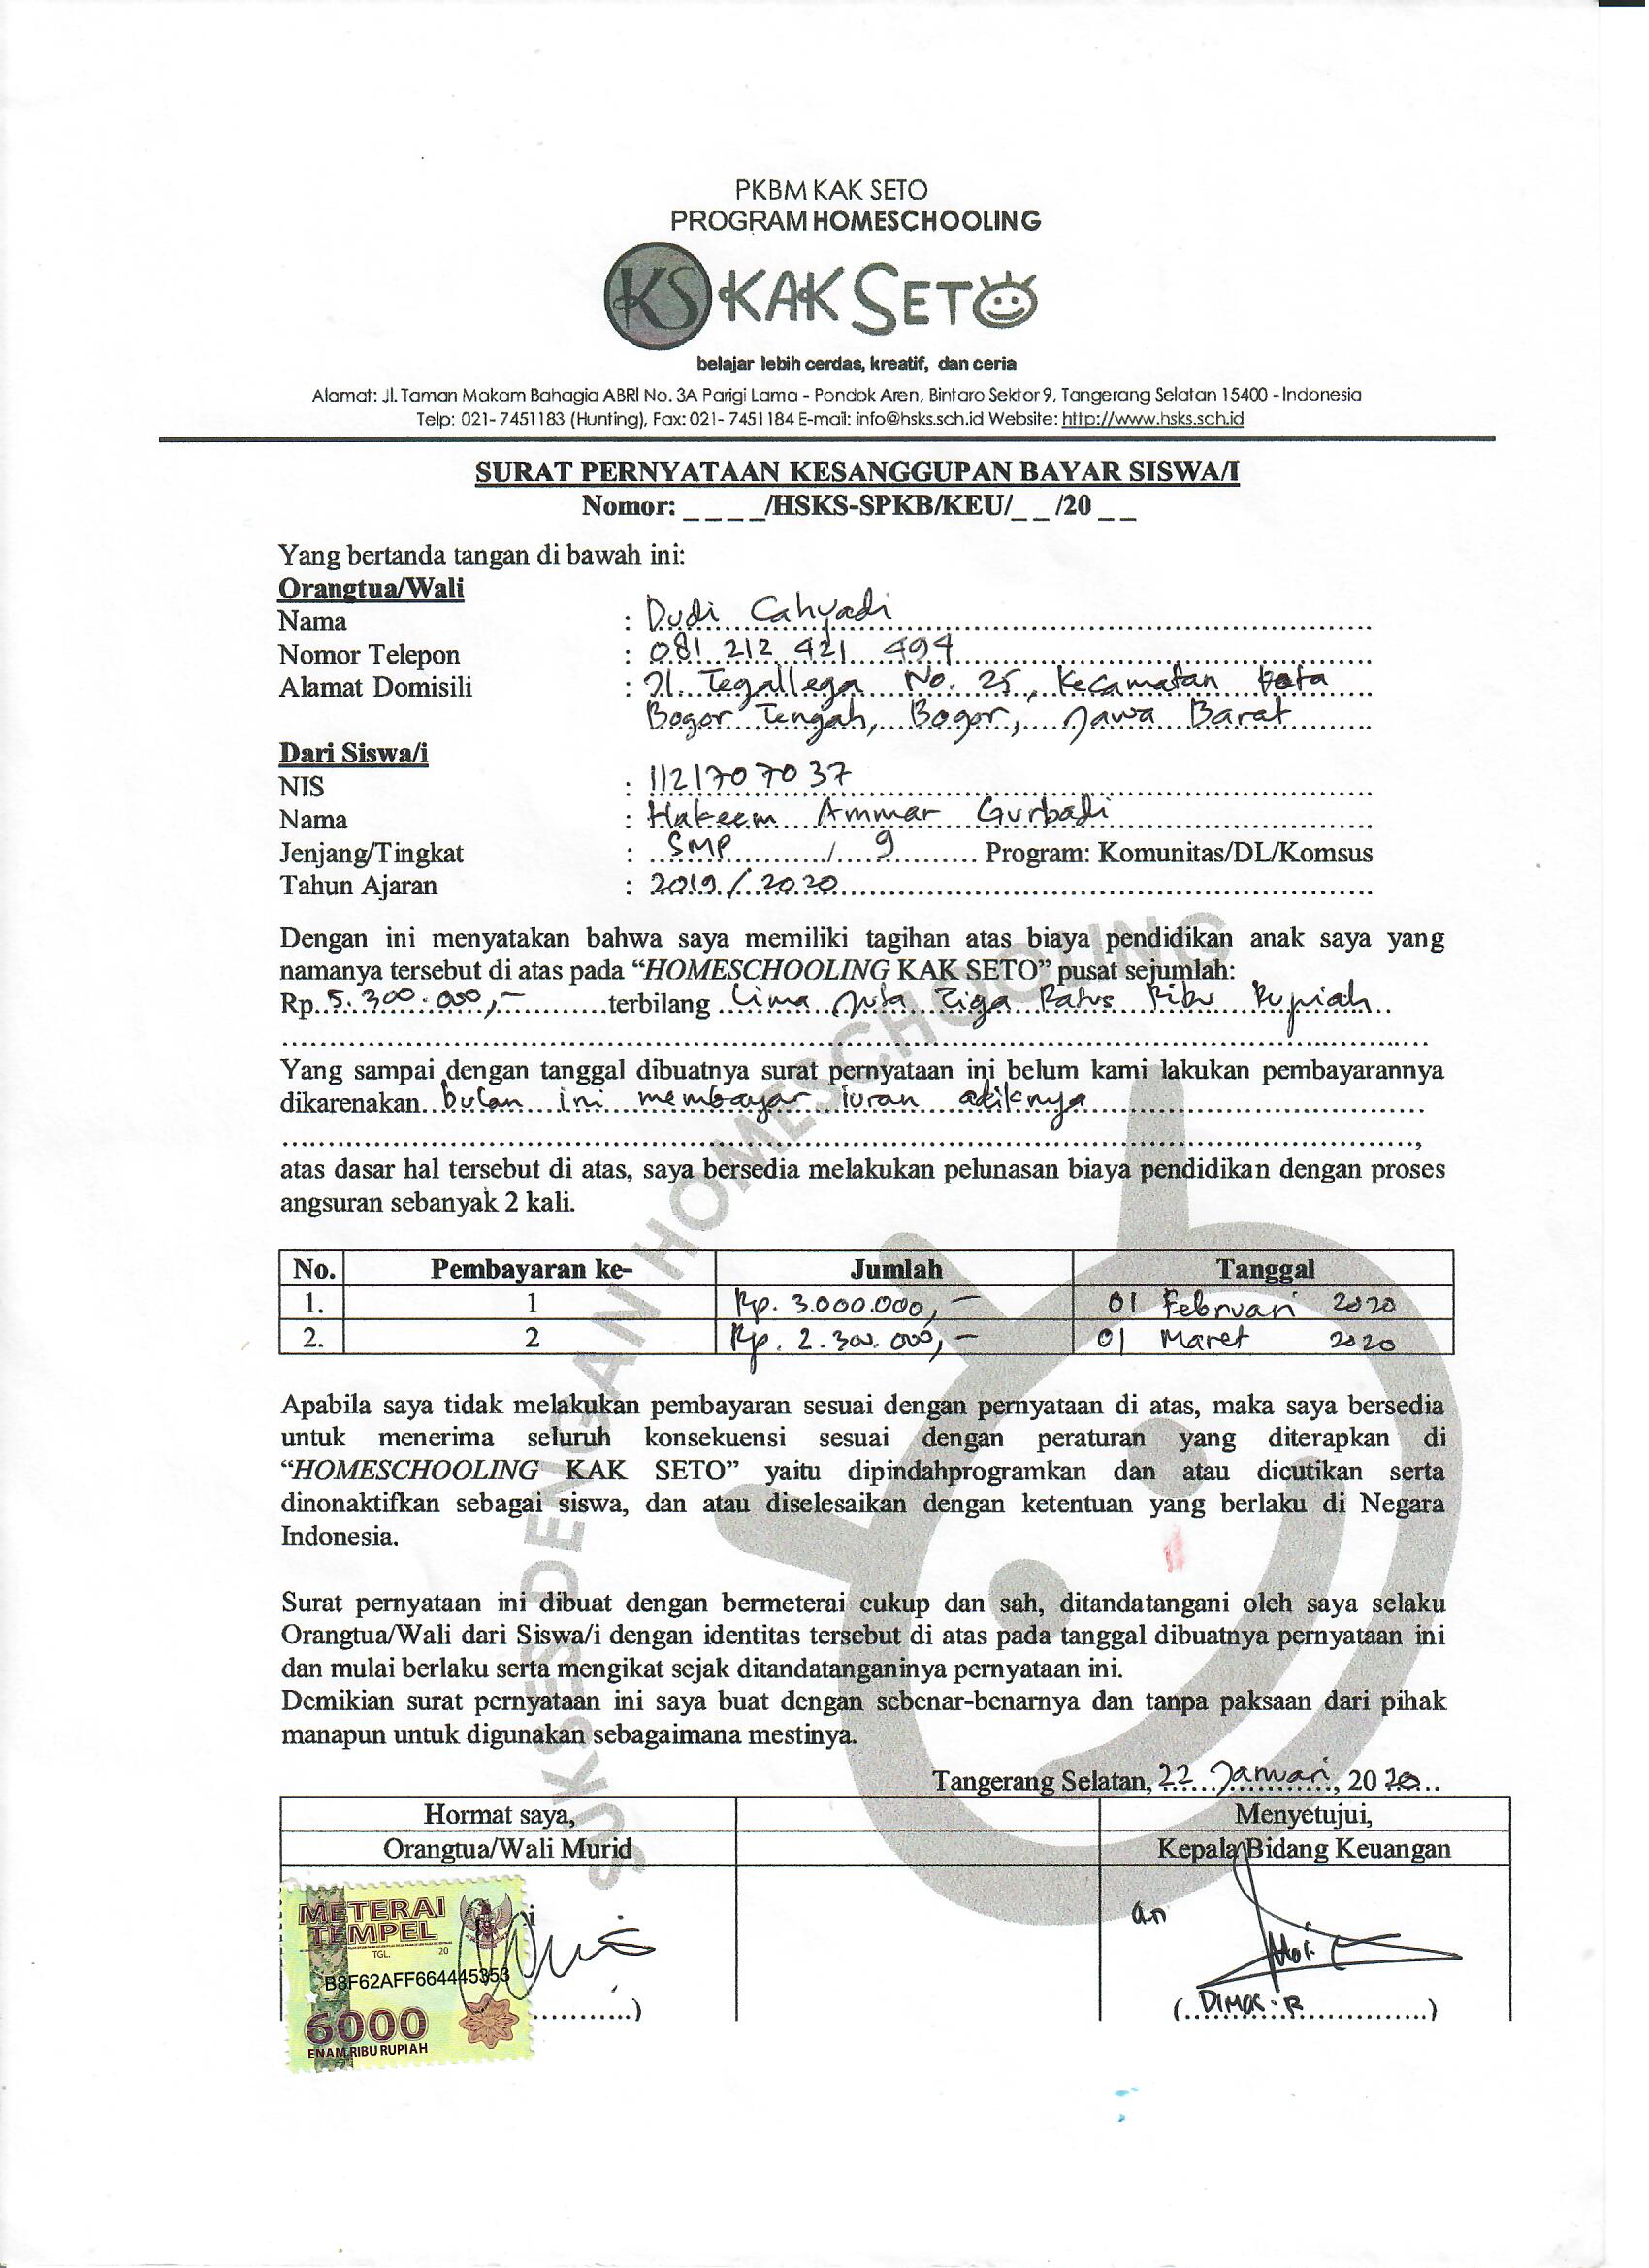 PKBM KAK SETO
PROGRAM HOMESCHOOLING
KS KAK SETO
belajar lebih cerdas, kreatif, dan ceria
Alamat: Jl. Taman Makam Bahagia ABRI No. 3A Parigi Lama - Pondok Aren, Bintaro Sektor 9, Tangerang Selatan 15400 - Indonesia
Telp: 021- 7451183 (Hunting), Fax: 021- 7451184 E-mail: info@hsks.sch.id Website: http://www.hsks.sch.id
SURAT PERNYATAAN KESANGGUPAN BAYAR SISWA/I
Nomor: _ _ _ _/HSKS-SPKB/KEU/_ _ /20 _ _
Yang bertanda tangan di bawah ini:
Orangtua/Wali
Nama : Dudi Cahyadi
Nomor Telepon : 081 212 421 494
Alamat Domisili : Jl. Tegallega No. 25, Kecamatan Kota
Bogor Tengah, Bogor, Jawa Barat
Dari Siswa/i
NIS : 1121707037
Nama : Hakeem Ammar Gurbadi
Jenjang/Tingkat : SMP / 9 Program: Komunitas/DL/Komsus
Tahun Ajaran : 2019 / 2020
Dengan ini menyatakan bahwa saya memiliki tagihan atas biaya pendidikan anak saya yang
namanya tersebut di atas pada “HOMESCHOOLING KAK SETO” pusat sejumlah:
Rp. 5.300.000,- terbilang Lima Juta Tiga Ratus Ribu Rupiah
Yang sampai dengan tanggal dibuatnya surat pernyataan ini belum kami lakukan pembayarannya
dikarenakan bulan ini membayar iuran adiknya
,
atas dasar hal tersebut di atas, saya bersedia melakukan pelunasan biaya pendidikan dengan proses
angsuran sebanyak 2 kali.
No. Pembayaran ke- Jumlah Tanggal
1. 1 Rp. 3.000.000,- 01 Februari 2020
2. 2 Rp. 2.300.000,- 01 Maret 2020
Apabila saya tidak melakukan pembayaran sesuai dengan pernyataan di atas, maka saya bersedia
untuk menerima seluruh konsekuensi sesuai dengan peraturan yang diterapkan di
“HOMESCHOOLING KAK SETO” yaitu dipindahprogramkan dan atau dicutikan serta
dinonaktifkan sebagai siswa, dan atau diselesaikan dengan ketentuan yang berlaku di Negara
Indonesia.
Surat pernyataan ini dibuat dengan bermeterai cukup dan sah, ditandatangani oleh saya selaku
Orangtua/Wali dari Siswa/i dengan identitas tersebut di atas pada tanggal dibuatnya pernyataan ini
dan mulai berlaku serta mengikat sejak ditandatanganinya pernyataan ini.
Demikian surat pernyataan ini saya buat dengan sebenar-benarnya dan tanpa paksaan dari pihak
manapun untuk digunakan sebagaimana mestinya.
Tangerang Selatan, 22 Januari, 2020
Hormat saya, Menyetujui,
Orangtua/Wali Murid Kepala Bidang Keuangan
METERAI
TEMPEL
TGL. 20
B8F62AFF664445353
6000
ENAM RIBU RUPIAH
an
(Dimas. R)
SUKSES DENGAN HOMESCHOOLING